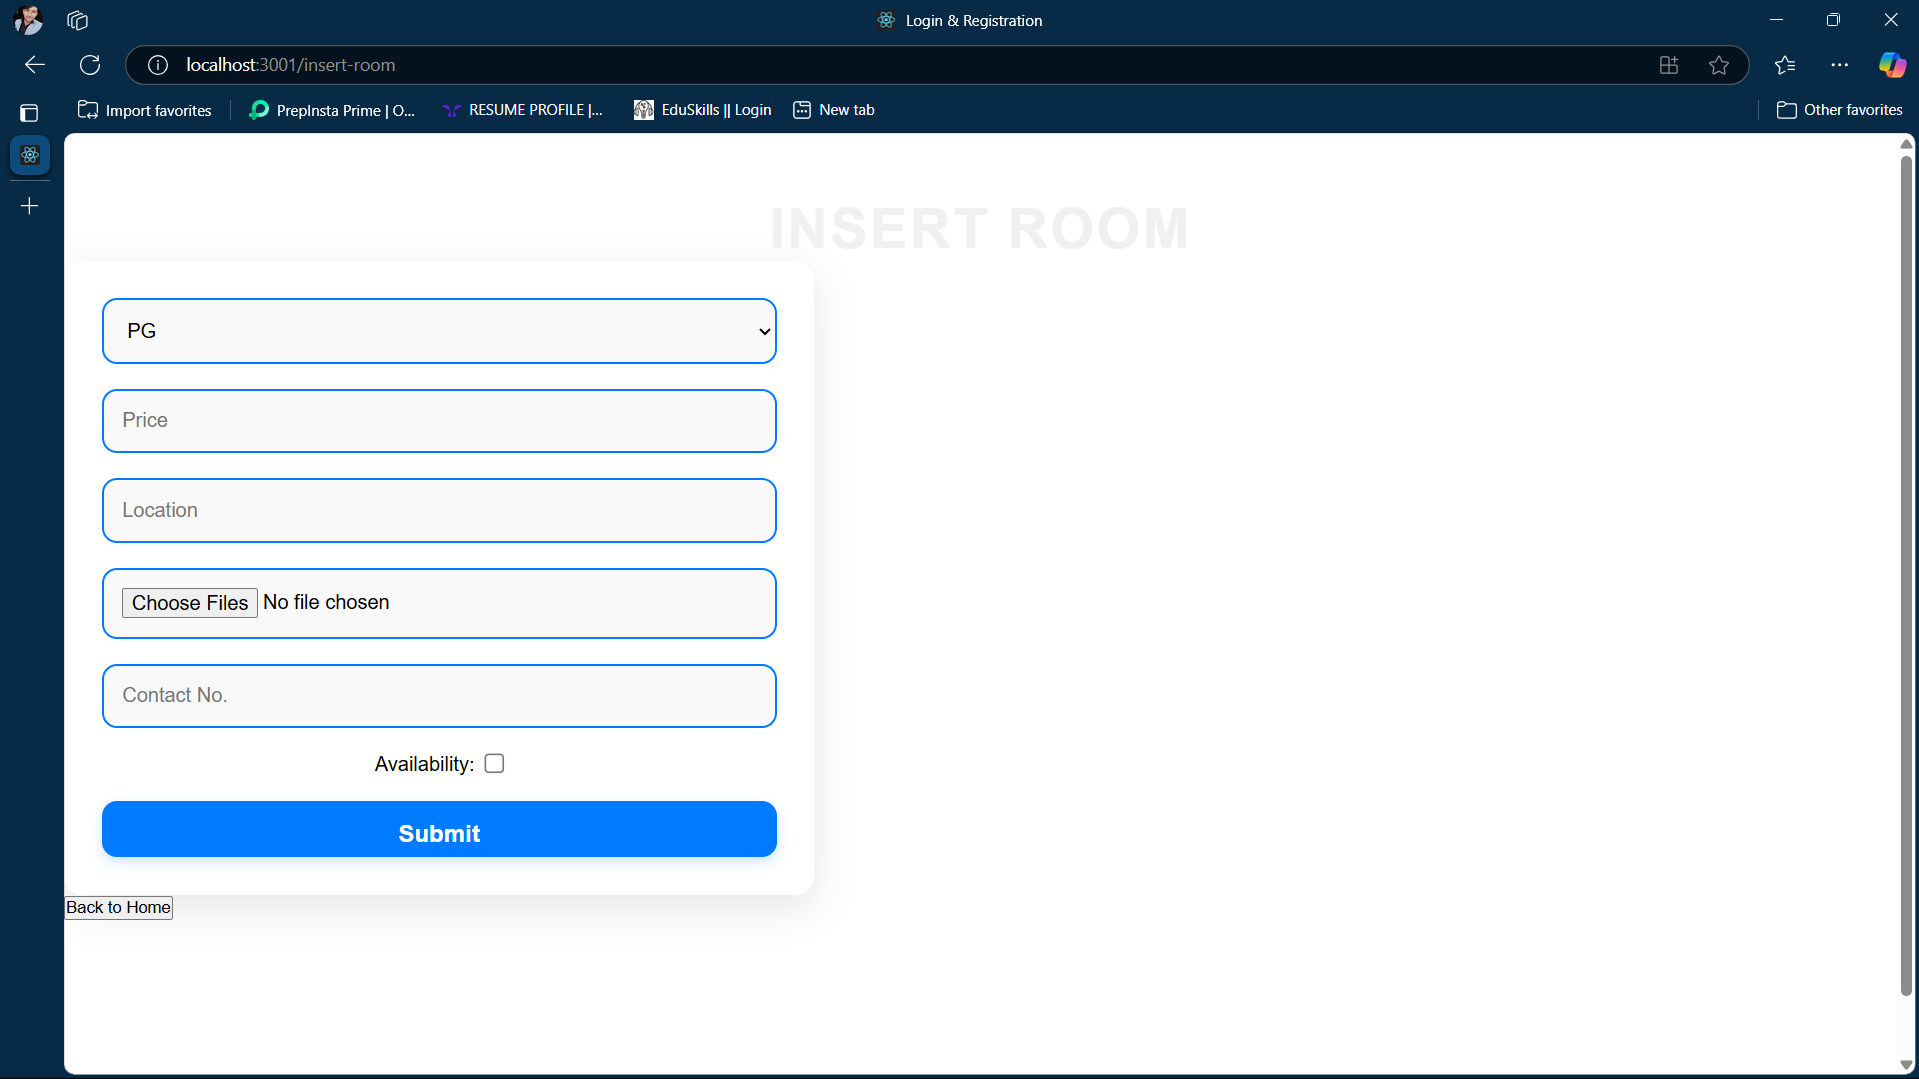 Login & Registration
localhost:3001/insert-room
Import favorites
PrepInsta Prime | O...
RESUME PROFILE |...
EduSkills || Login
New tab
Other favorites
INSERT ROOM
PG
Price
Location
Choose Files No file chosen
Contact No.
Availability:
Submit
Back to Home